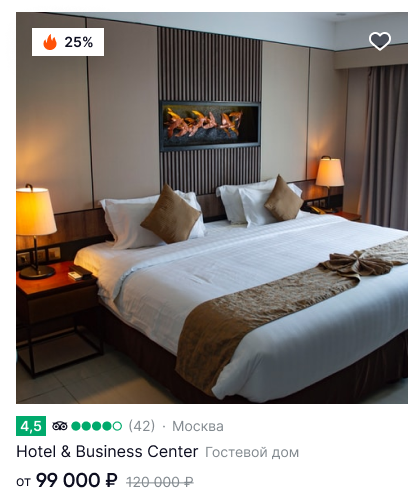 25%
4,5 (42) · Москва
Hotel & Business Center Гостевой дом
от 99 000 ₽ 120 000 ₽